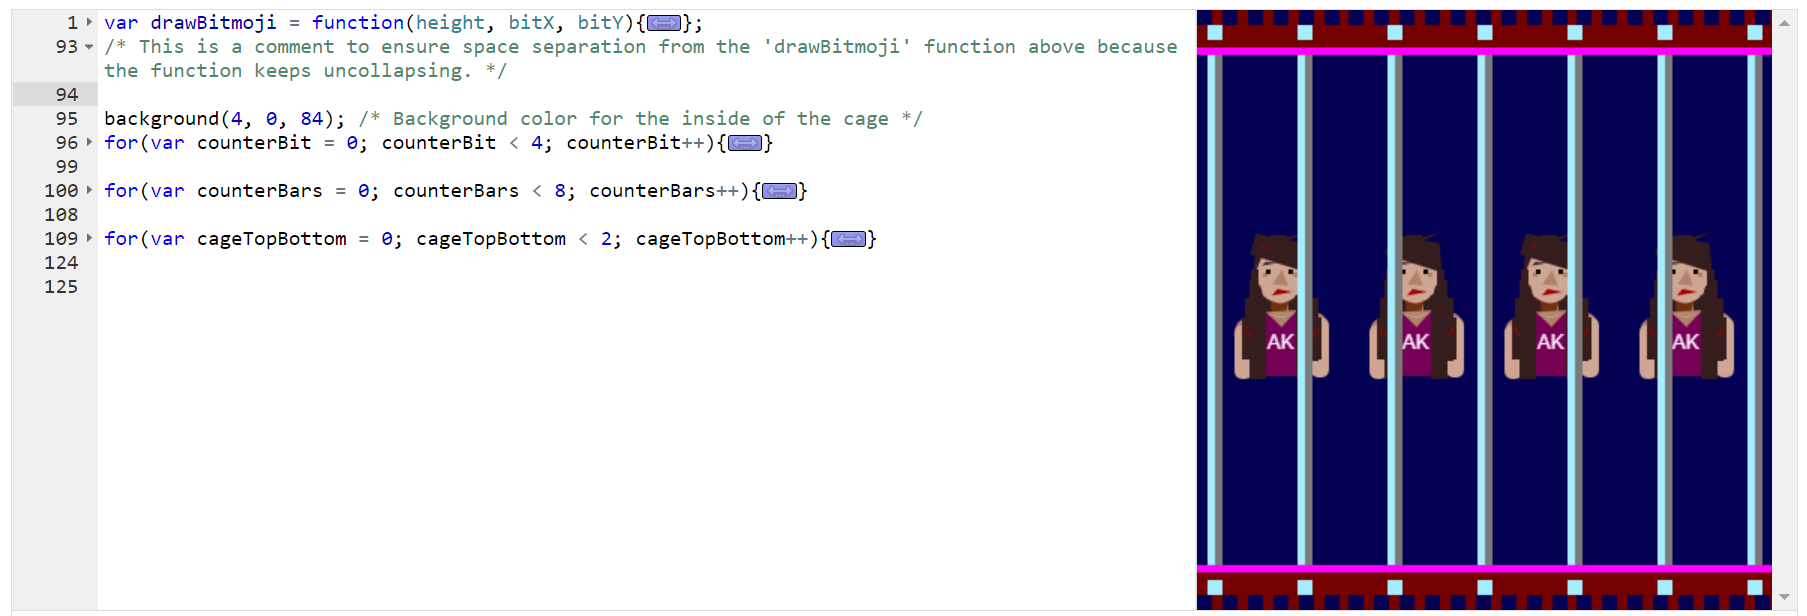 1 var drawBitmoji = function(height, bitX, bitY){};
93 /* This is a comment to ensure space separation from the 'drawBitmoji' function above because
the function keeps uncollapsing. */
94
95 background(4, 0, 84); /* Background color for the inside of the cage */
96 for(var counterBit = 0; counterBit < 4; counterBit++){}
99
100 for(var counterBars = 0; counterBars < 8; counterBars++){}
108
109 for(var cageTopBottom = 0; cageTopBottom < 2; cageTopBottom++){}
124
125
AK AK AK AK